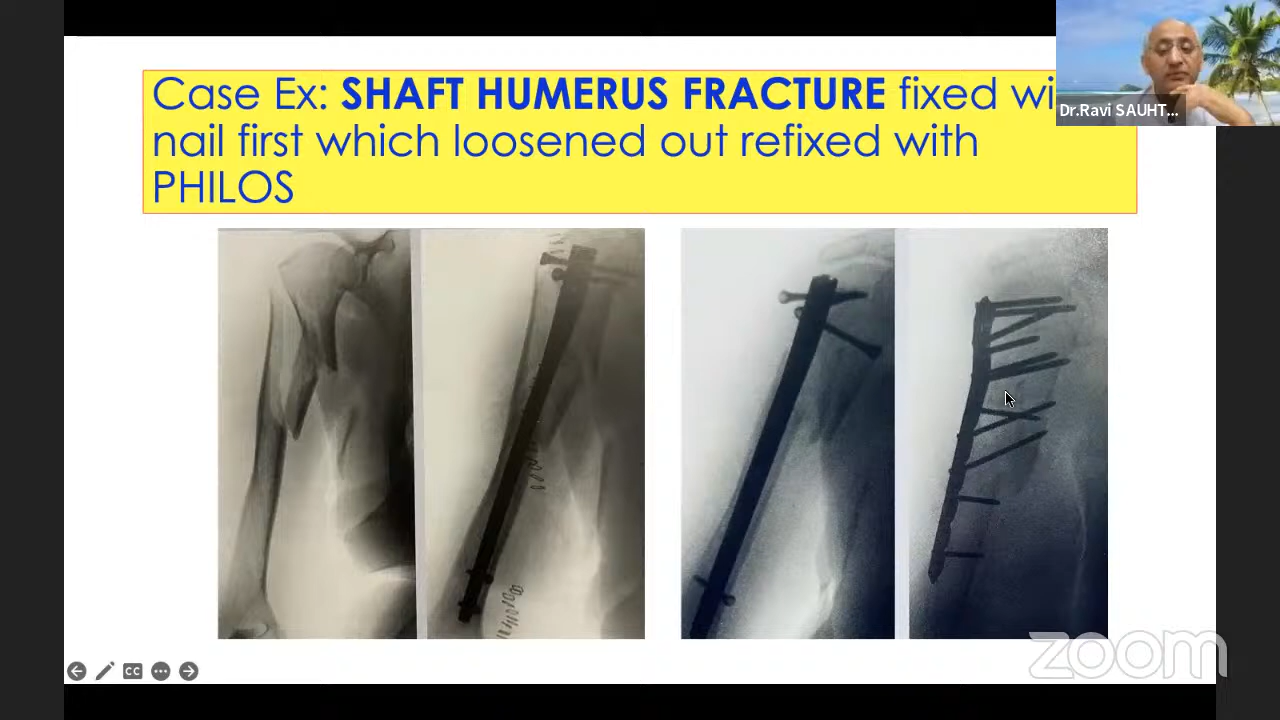 Case Ex: SHAFT HUMERUS FRACTURE fixed wi
nail first which loosened out refixed with
PHILOS
Dr.Ravi SAUHT...
CC
zoom